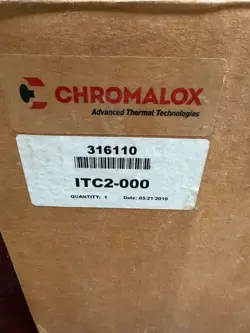 CHROMALOX
Advanced Thermal Technologies
316110
ITC2-000
QUANTITY: 1 Date: 05/21/2019